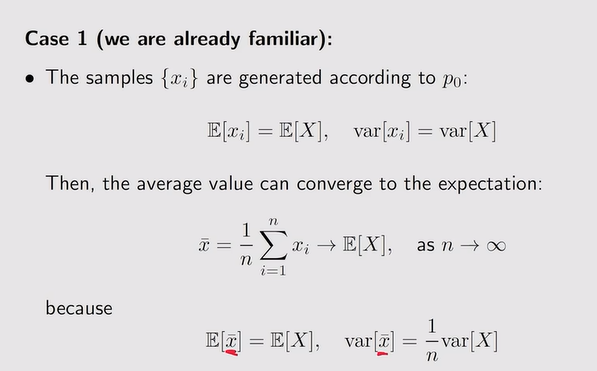 Case 1 (we are already familiar):
• The samples {xᵢ} are generated according to p₀:
𝔼[xᵢ] = 𝔼[X], var[xᵢ] = var[X]
Then, the average value can converge to the expectation:
x̄ = 1/n ∑ᵢ₌₁ⁿ xᵢ → 𝔼[X], as n → ∞
because
𝔼[x̄] = 𝔼[X], var[x̄] = 1/n var[X]